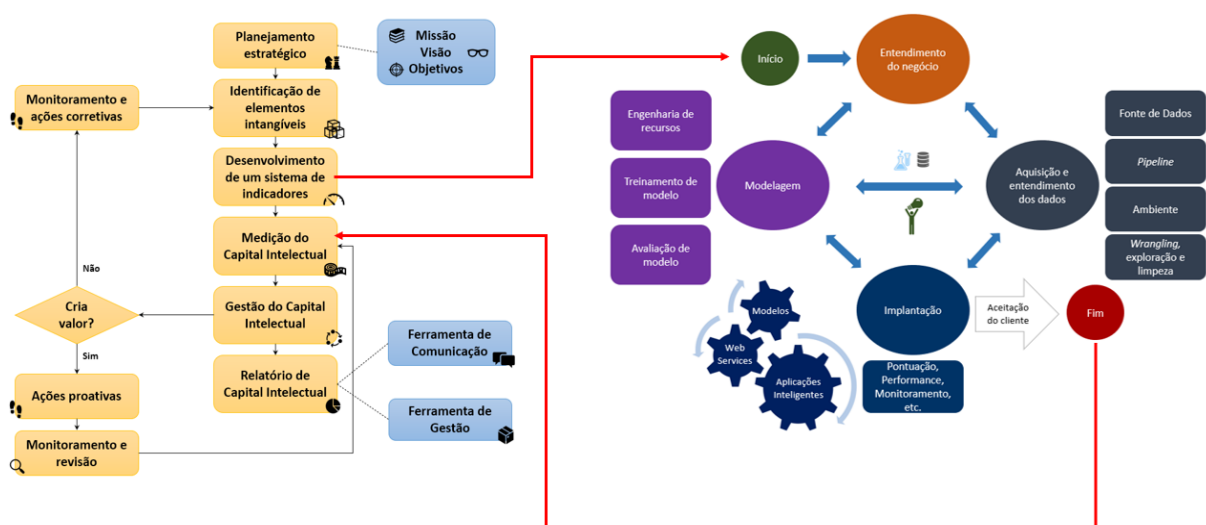 Planejamento
estratégico
Missão
Visão
Objetivos
Monitoramento e
ações corretivas
Identificação de
elementos
intangíveis
Desenvolvimento
de um sistema de
indicadores
Medição do
Capital Intelectual
Não
Cria
valor?
Sim
Gestão do Capital
Intelectual
Relatório de
Capital Intelectual
Ferramenta de
Comunicação
Ferramenta de
Gestão
Ações proativas
Monitoramento e
revisão
Início
Entendimento
do negócio
Engenharia de
recursos
Treinamento de
modelo
Avaliação de
modelo
Modelagem
Aquisição e
entendimento
dos dados
Fonte de Dados
Pipeline
Ambiente
Wrangling,
exploração e
limpeza
Implantação
Aceitação
do cliente
Fim
Modelos
Web
Services
Aplicações
Inteligentes
Pontuação,
Performance,
Monitoramento,
etc.